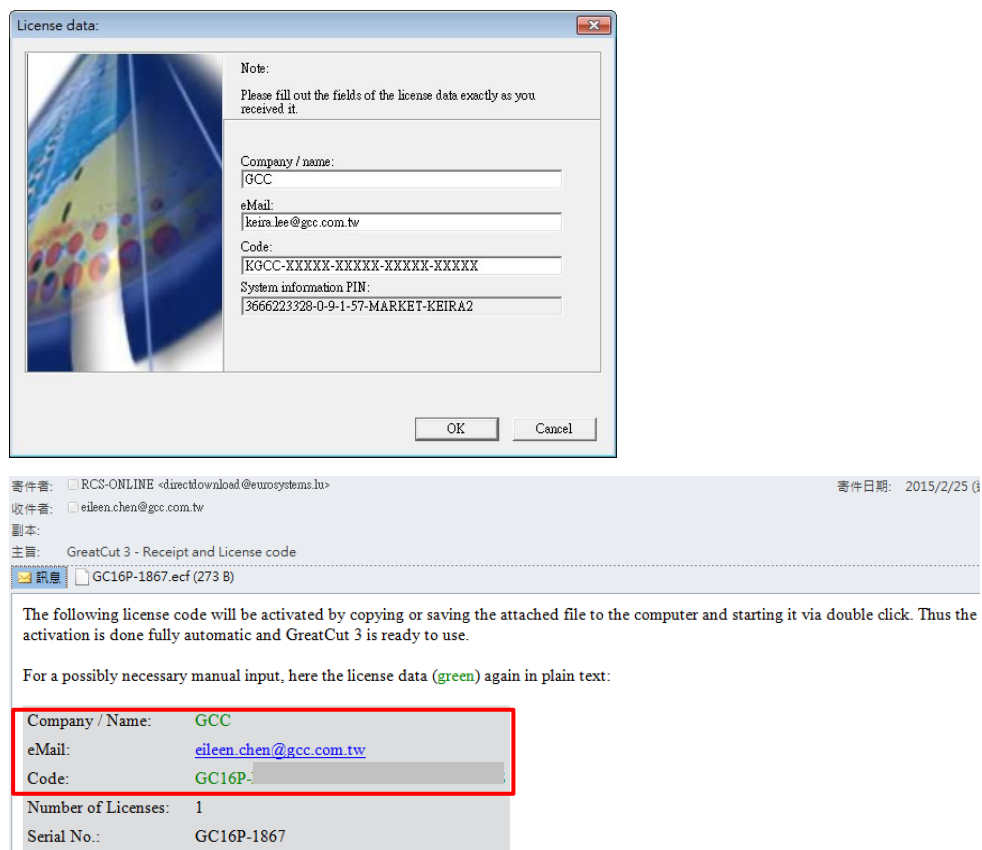 License data:
Note:
Please fill out the fields of the license data exactly as you
received it.
Company / name:
GCC
eMail:
keira.lee@gcc.com.tw
Code:
KGCC-XXXXX-XXXXX-XXXXX-XXXXX
System information PIN:
3666223328-0-9-1-57-MARKET-KEIRA2
OK Cancel
寄件者: RCS-ONLINE <directdownload@eurosystems.lu> 寄件日期: 2015/2/25
收件者: eileen.chen@gcc.com.tw
副本:
主旨: GreatCut 3 - Receipt and License code
訊息 GC16P-1867.ecf (273 B)
The following license code will be activated by copying or saving the attached file to the computer and starting it via double click. Thus the
activation is done fully automatic and GreatCut 3 is ready to use.
For a possibly necessary manual input, here the license data (green) again in plain text:
Company / Name: GCC
eMail: eileen.chen@gcc.com.tw
Code: GC16P-
Number of Licenses: 1
Serial No.: GC16P-1867